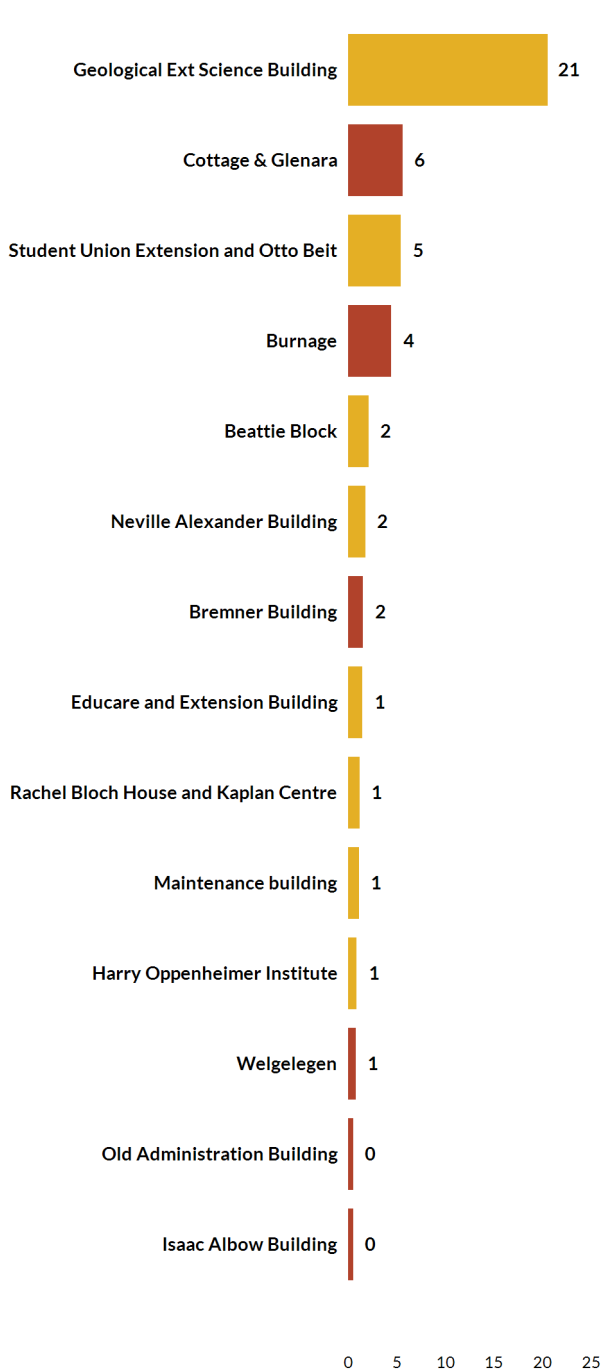 Geological Ext Science Building 21
Cottage & Glenara 6
Student Union Extension and Otto Beit 5
Burnage 4
Beattie Block 2
Neville Alexander Building 2
Bremner Building 2
Educare and Extension Building 1
Rachel Bloch House and Kaplan Centre 1
Maintenance building 1
Harry Oppenheimer Institute 1
Welgelegen 1
Old Administration Building 0
Isaac Albow Building 0
0 5 10 15 20 25